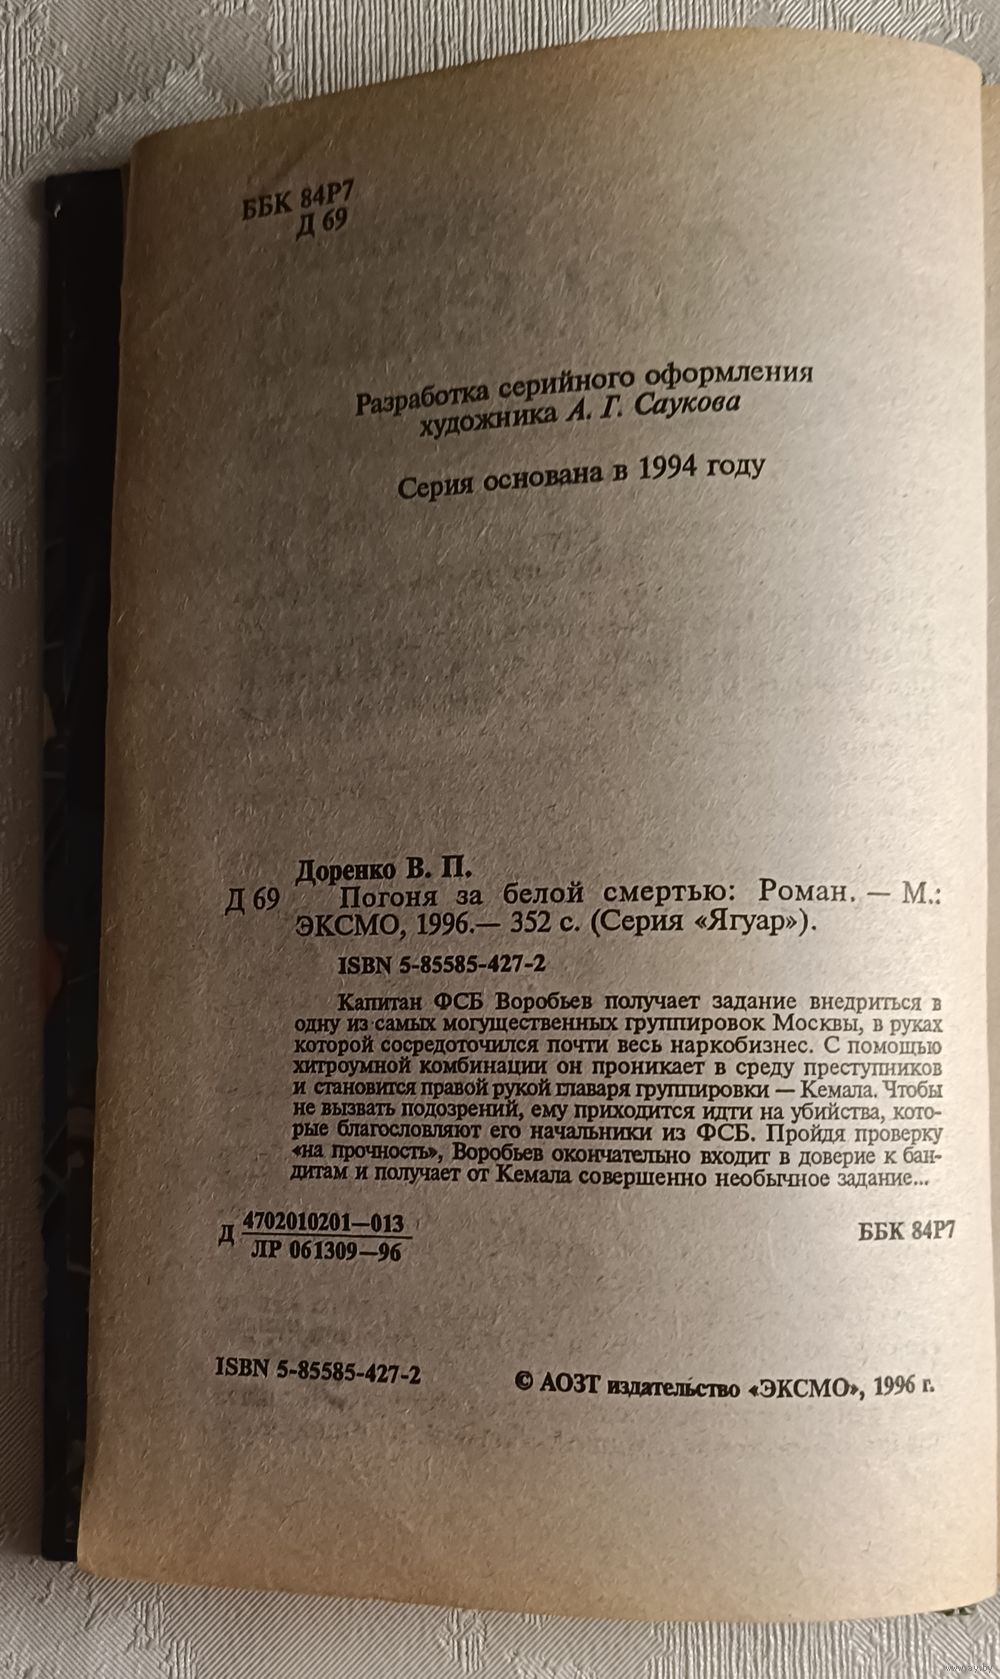 ББК 84Р7
Д 69
Разработка серийного оформления
художника А. Г. Саукова
Серия основана в 1994 году
Доренко В. П.
Д 69 Погоня за белой смертью: Роман. — М.:
ЭКСМО, 1996.— 352 с. (Серия «Ягуар»).
ISBN 5-85585-427-2
Капитан ФСБ Воробьев получает задание внедриться в
одну из самых могущественных группировок Москвы, в руках
которой сосредоточился почти весь наркобизнес. С помощью
хитроумной комбинации он проникает в среду преступников
и становится правой рукой главаря группировки — Кемала. Чтобы
не вызвать подозрений, ему приходится идти на убийства, кото-
рые благословляют его начальники из ФСБ. Пройдя проверку
«на прочность», Воробьев окончательно входит в доверие к бан-
дитам и получает от Кемала совершенно необычное задание...
4702010201—013
Д
ЛР 061309—96
ББК 84Р7
ISBN 5-85585-427-2 © АОЗТ издательство «ЭКСМО», 1996 г.
www.ay.by